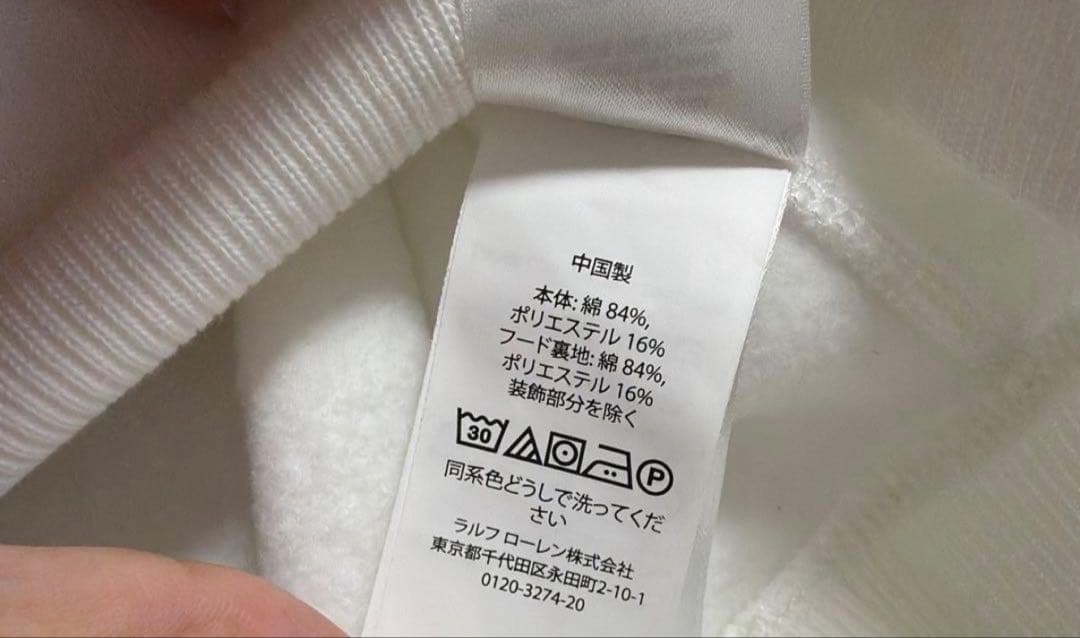 中国製
本体: 綿 84%,
ポリエステル 16%
フード裏地: 綿 84%,
ポリエステル 16%
装飾部分を除く
30 P
同系色どうしで洗ってくだ
さい
ラルフ ローレン株式会社
東京都千代田区永田町2-10-1
0120-3274-20